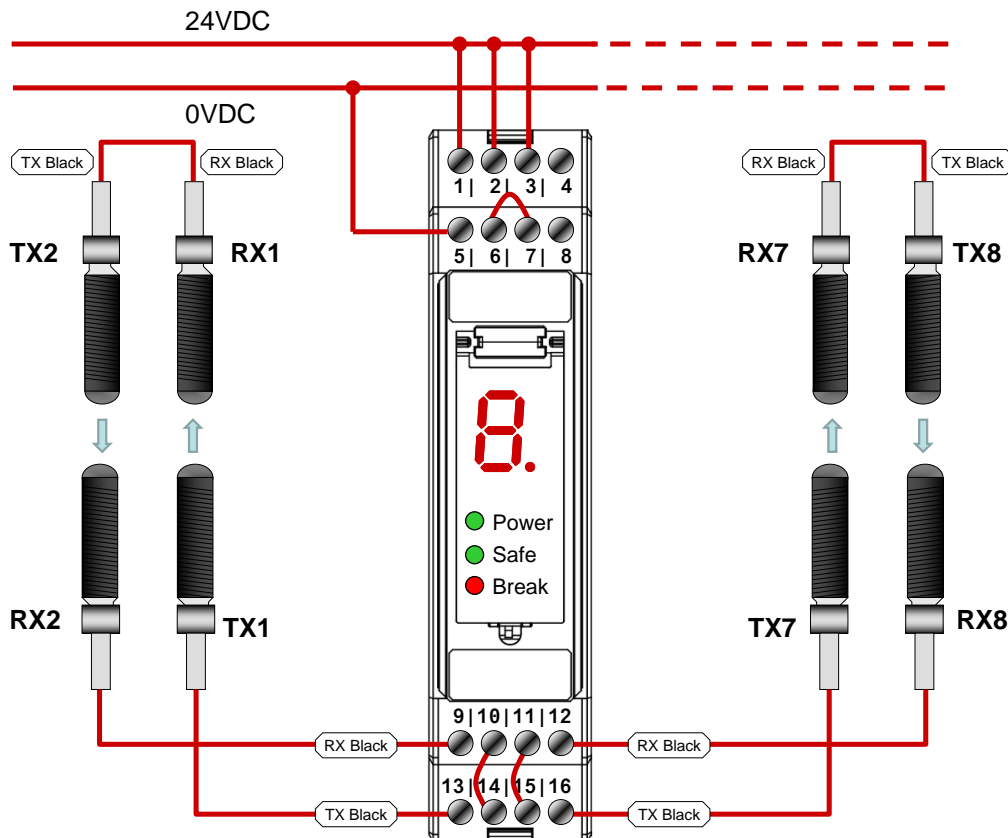 24VDC
0VDC
TX Black
RX Black
RX Black
TX Black
1| 2| 3| 4
TX2
RX1
RX7
TX8
5| 6| 7| 8
8.
Power
Safe
Break
RX2
TX1
TX7
RX8
9|10|11|12
RX Black
RX Black
13|14|15|16
TX Black
TX Black